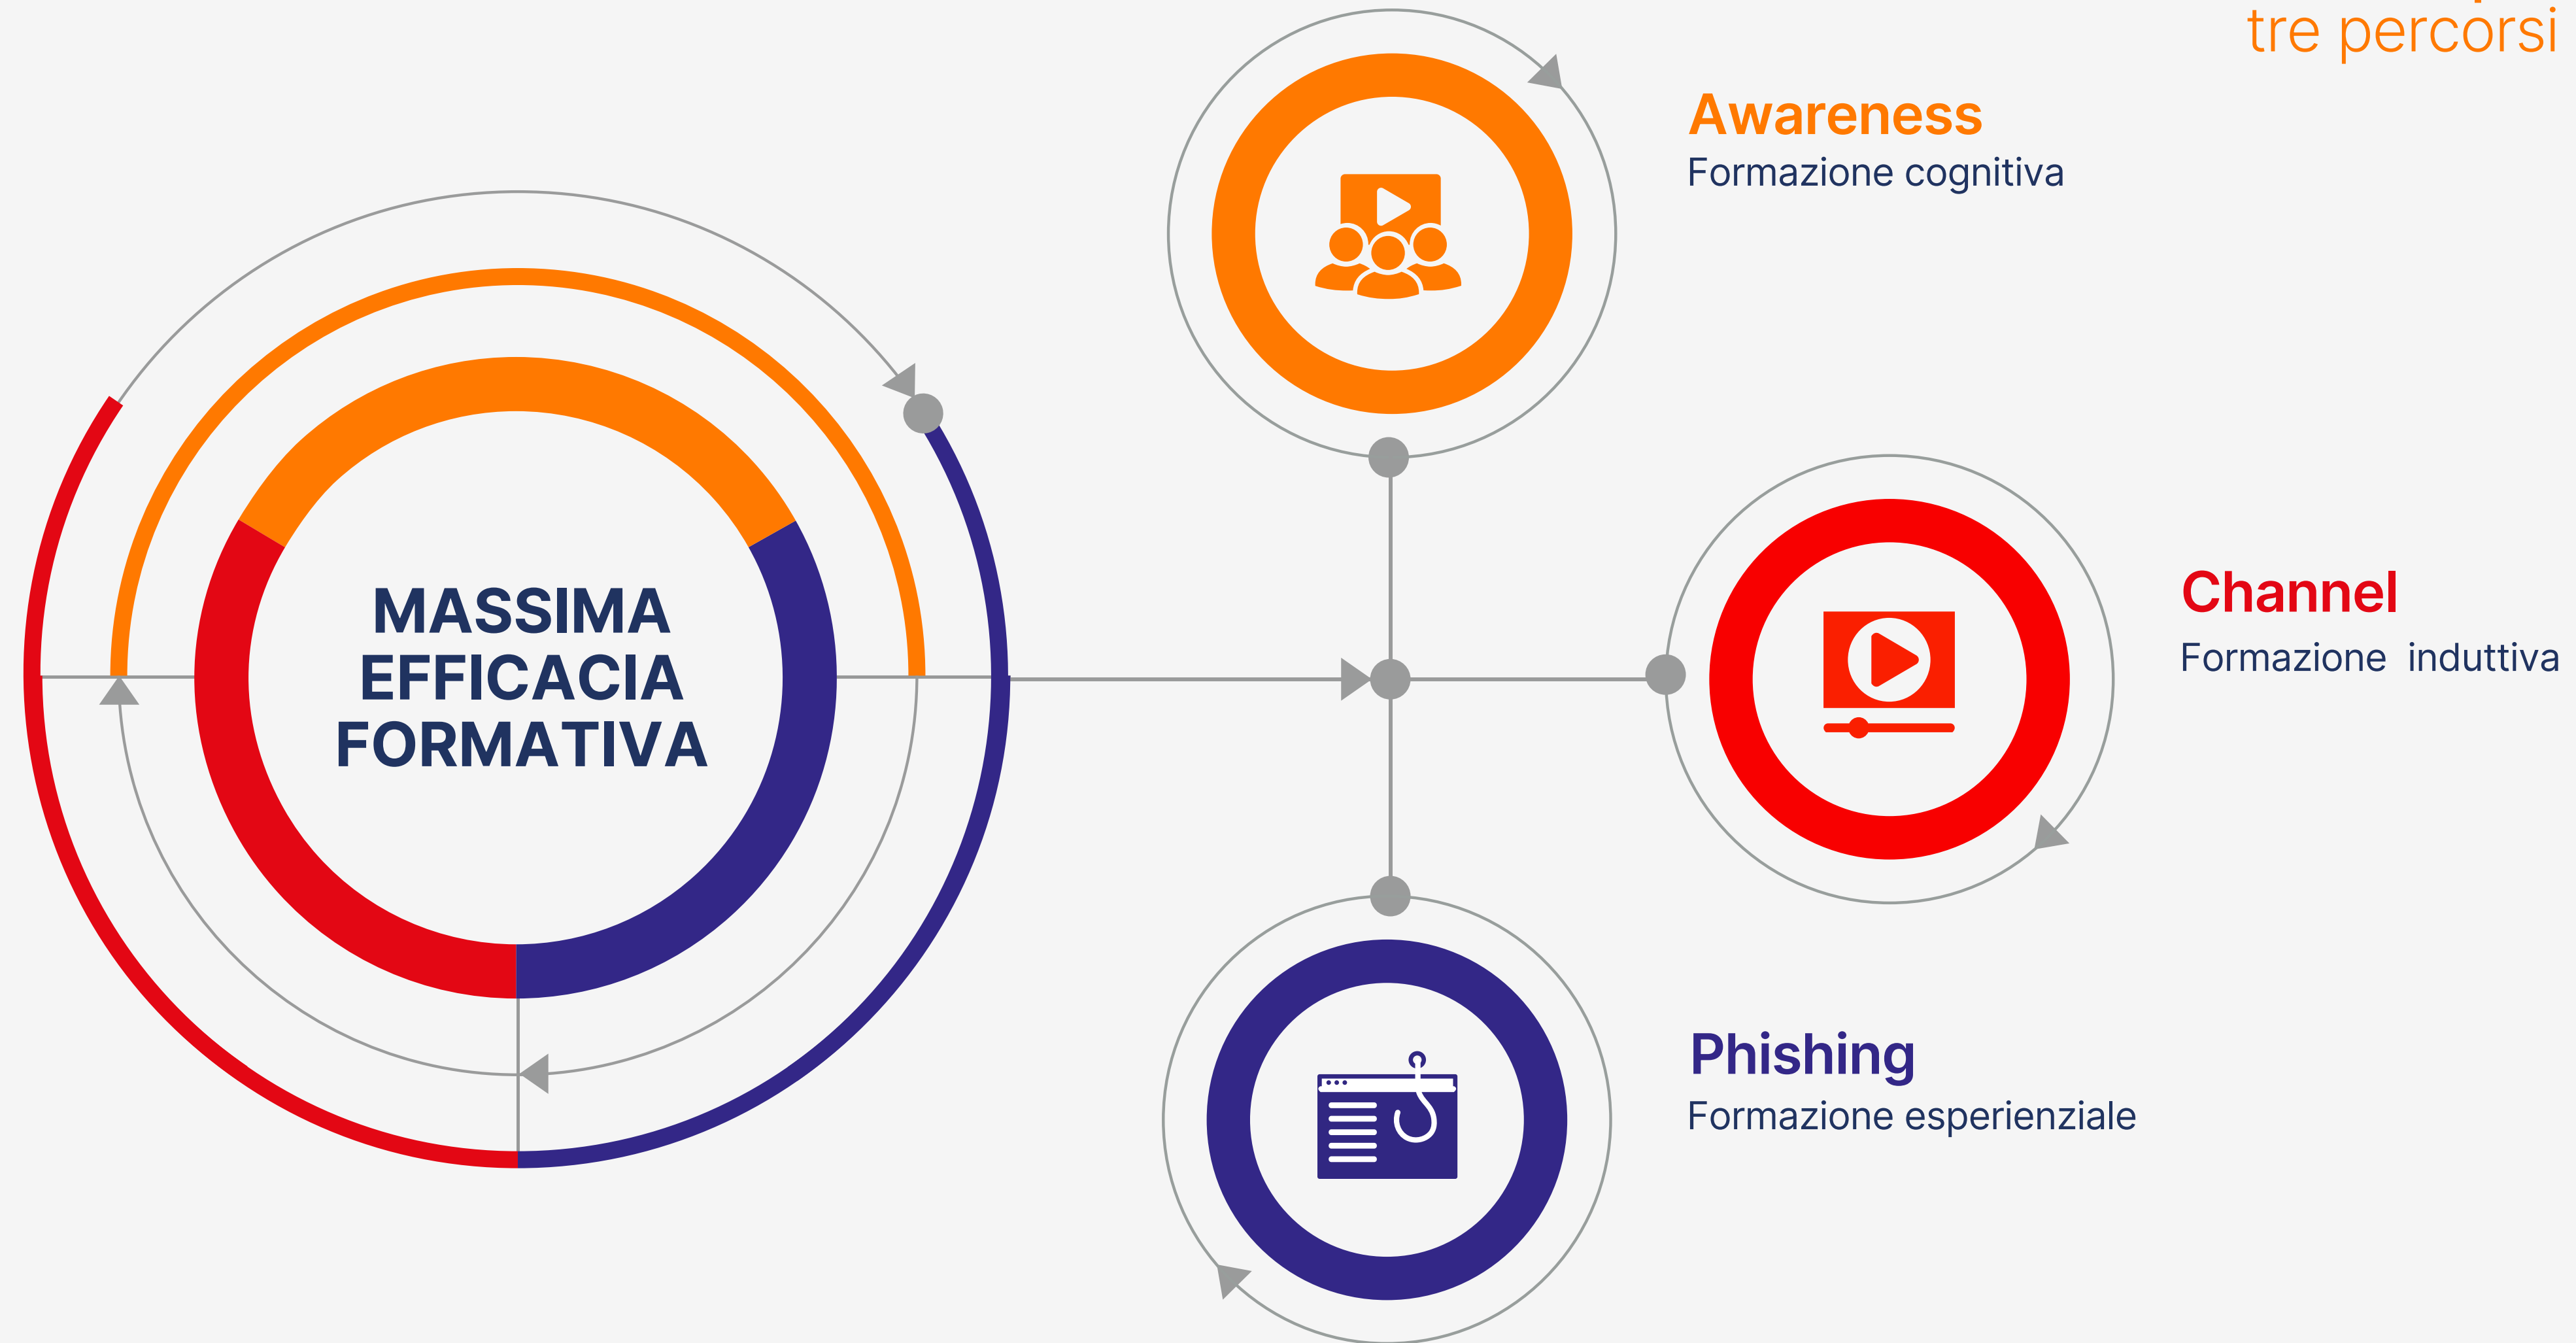 tre percorsi
Awareness
Formazione cognitiva
MASSIMA
EFFICACIA
FORMATIVA
Channel
Formazione induttiva
Phishing
Formazione esperienziale